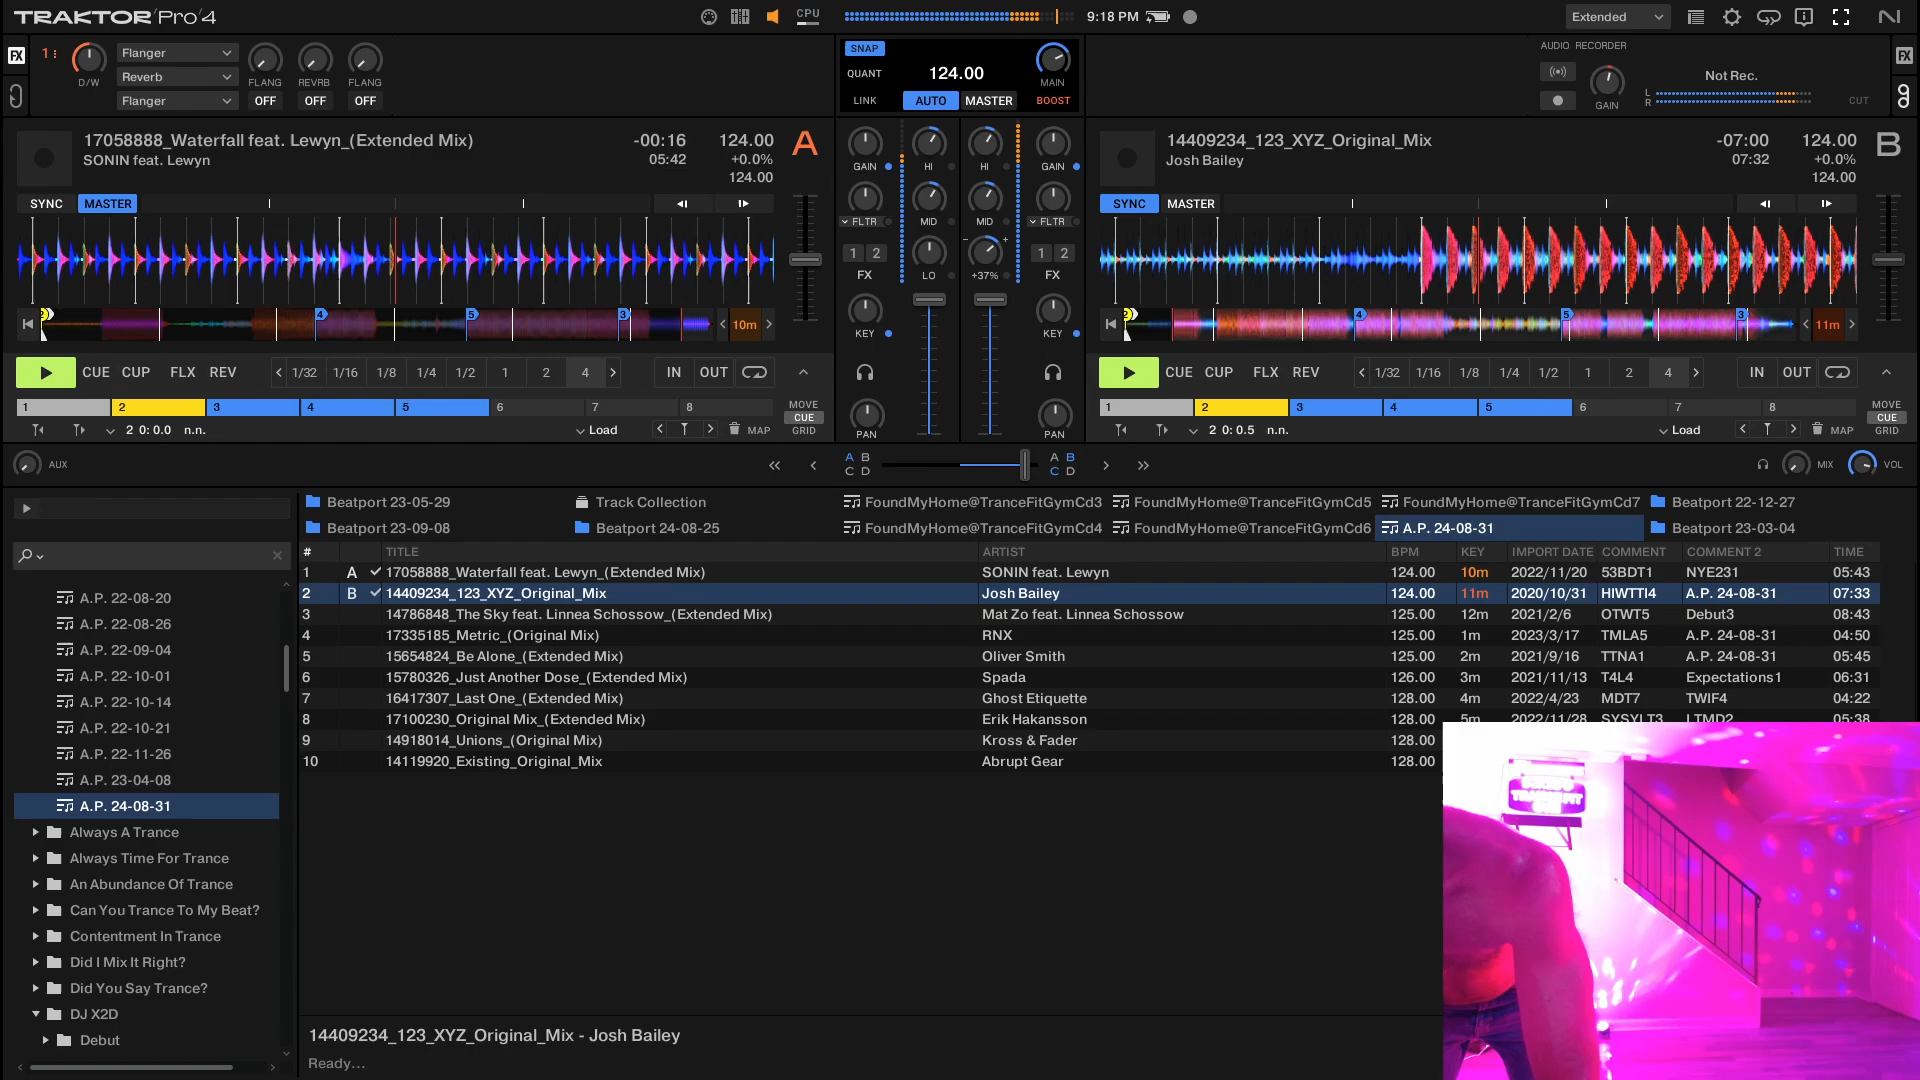 TRAKTOR PRO 4
CPU
9:18 PM
Extended
FX
1
D/W
Flanger
Reverb
Flanger
FLANG
REVRB
FLANG
OFF
OFF
OFF
SNAP
QUANT
124.00
MAIN
LINK
AUTO
MASTER
BOOST
AUDIO RECORDER
GAIN
Not Rec.
L
R
CUT
FX
17058888_Waterfall feat. Lewyn_(Extended Mix)
SONIN feat. Lewyn
-00:16
05:42
124.00
+0.0%
124.00
A
SYNC
MASTER
4
5
3
10m
CUE
CUP
FLX
REV
1/32
1/16
1/8
1/4
1/2
1
2
4
IN
OUT
1
2
3
4
5
6
7
8
MOVE
CUE
GRID
2 0: 0.0
n.n.
Load
MAP
GAIN
HI
HI
GAIN
FLTR
MID
MID
FLTR
1 2
LO
+37%
1 2
FX
FX
KEY
KEY
PAN
PAN
14409234_123_XYZ_Original_Mix
Josh Bailey
-07:00
07:32
124.00
+0.0%
124.00
B
SYNC
MASTER
4
5
3
11m
CUE
CUP
FLX
REV
1/32
1/16
1/8
1/4
1/2
1
2
4
IN
OUT
1
2
3
4
5
6
7
8
MOVE
CUE
GRID
2 0: 0.5
n.n.
Load
MAP
AUX
A B
C D
A B
C D
MIX
VOL
Beatport 23-05-29
Track Collection
FoundMyHome@TranceFitGymCd3
FoundMyHome@TranceFitGymCd5
FoundMyHome@TranceFitGymCd7
Beatport 22-12-27
Beatport 23-09-08
Beatport 24-08-25
FoundMyHome@TranceFitGymCd4
FoundMyHome@TranceFitGymCd6
A.P. 24-08-31
Beatport 23-03-04
A.P. 22-08-20
A.P. 22-08-26
A.P. 22-09-04
A.P. 22-10-01
A.P. 22-10-14
A.P. 22-10-21
A.P. 22-11-26
A.P. 23-04-08
A.P. 24-08-31
Always A Trance
Always Time For Trance
An Abundance Of Trance
Can You Trance To My Beat?
Contentment In Trance
Did I Mix It Right?
Did You Say Trance?
DJ X2D
Debut
# TITLE ARTIST BPM KEY IMPORT DATE COMMENT COMMENT 2 TIME
1 A 17058888_Waterfall feat. Lewyn_(Extended Mix) SONIN feat. Lewyn 124.00 10m 2022/11/20 53BDT1 NYE231 05:43
2 B 14409234_123_XYZ_Original_Mix Josh Bailey 124.00 11m 2020/10/31 HIWTTI4 A.P. 24-08-31 07:33
3 14786848_The Sky feat. Linnea Schossow_(Extended Mix) Mat Zo feat. Linnea Schossow 125.00 12m 2021/2/6 OTWT5 Debut3 08:43
4 17335185_Metric_(Original Mix) RNX 125.00 1m 2023/3/17 TMLA5 A.P. 24-08-31 04:50
5 15654824_Be Alone_(Extended Mix) Oliver Smith 125.00 2m 2021/9/16 TTNA1 A.P. 24-08-31 05:45
6 15780326_Just Another Dose_(Extended Mix) Spada 126.00 3m 2021/11/13 T4L4 Expectations1 06:31
7 16417307_Last One_(Extended Mix) Ghost Etiquette 128.00 4m 2022/4/23 MDT7 TWIF4 04:22
8 17100230_Original Mix_(Extended Mix) Erik Hakansson 128.00 5m 2022/11/28 SYSYLT3 LTMD2 05:38
9 14918014_Unions_(Original Mix) Kross & Fader 128.00
10 14119920_Existing_Original_Mix Abrupt Gear 128.00
14409234_123_XYZ_Original_Mix - Josh Bailey
Ready...